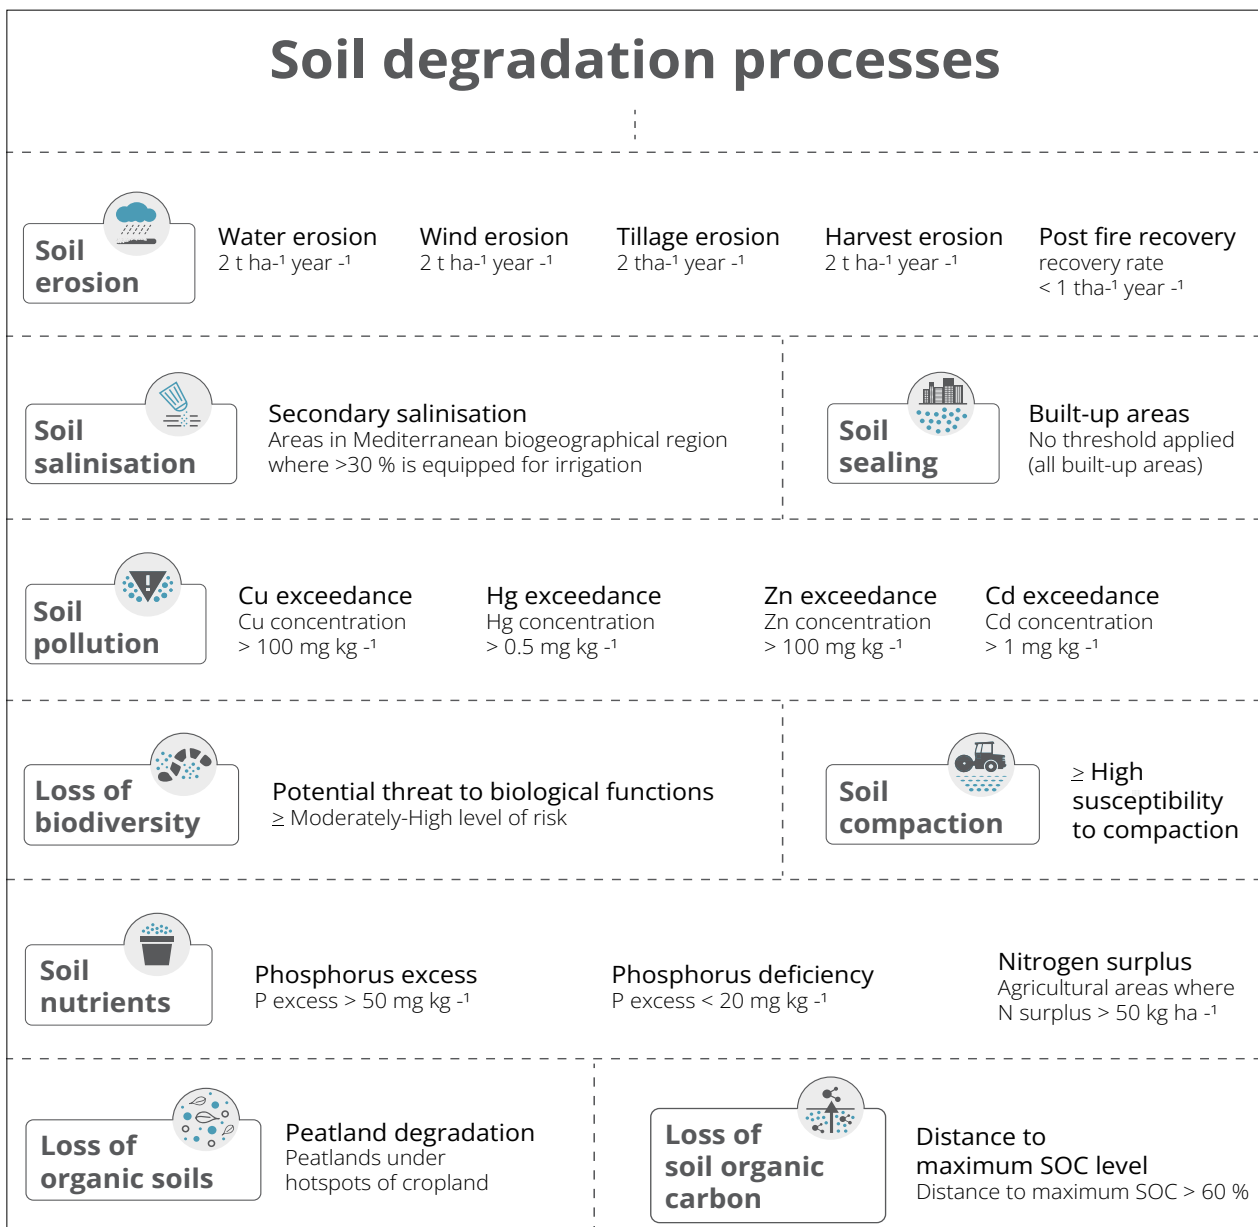 Soil degradation processes
Soil
erosion
Water erosion
2 t ha-¹ year -¹
Wind erosion
2 t ha-¹ year -¹
Tillage erosion
2 tha-¹ year -¹
Harvest erosion
2 t ha-¹ year -¹
Post fire recovery
recovery rate
< 1 tha-¹ year -¹
Soil
salinisation
Secondary salinisation
Areas in Mediterranean biogeographical region
where >30 % is equipped for irrigation
Soil
sealing
Built-up areas
No threshold applied
(all built-up areas)
Soil
pollution
Cu exceedance
Cu concentration
> 100 mg kg -¹
Hg exceedance
Hg concentration
> 0.5 mg kg -¹
Zn exceedance
Zn concentration
> 100 mg kg -¹
Cd exceedance
Cd concentration
> 1 mg kg -¹
Loss of
biodiversity
Potential threat to biological functions
≥ Moderately-High level of risk
Soil
compaction
≥ High
susceptibility
to compaction
Soil
nutrients
Phosphorus excess
P excess > 50 mg kg -¹
Phosphorus deficiency
P excess < 20 mg kg -¹
Nitrogen surplus
Agricultural areas where
N surplus > 50 kg ha -¹
Loss of
organic soils
Peatland degradation
Peatlands under
hotspots of cropland
Loss of
soil organic
carbon
Distance to
maximum SOC level
Distance to maximum SOC > 60 %